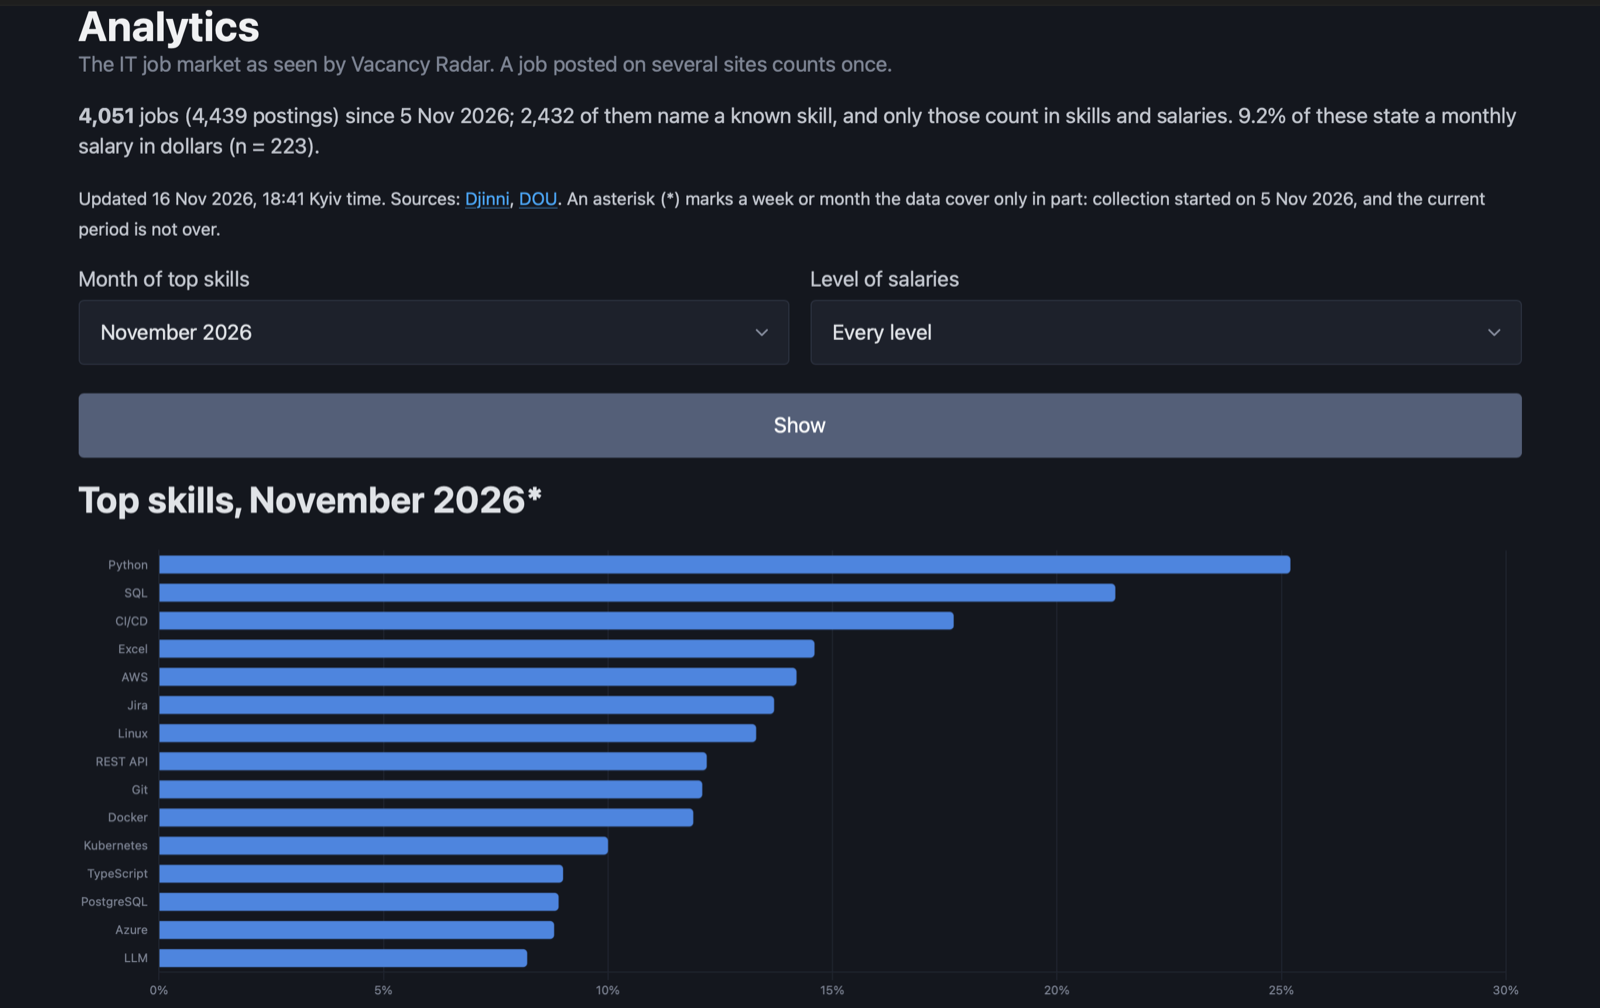 Analytics
The IT job market as seen by Vacancy Radar. A job posted on several sites counts once.
4,051 jobs (4,439 postings) since 5 Nov 2026; 2,432 of them name a known skill, and only those count in skills and salaries. 9.2% of these state a monthly
salary in dollars (n = 223).
Updated 16 Nov 2026, 18:41 Kyiv time. Sources: Djinni, DOU. An asterisk (*) marks a week or month the data cover only in part: collection started on 5 Nov 2026, and the current
period is not over.
Month of top skills
November 2026
Level of salaries
Every level
Show
Top skills, November 2026*
Python
SQL
CI/CD
Excel
AWS
Jira
Linux
REST API
Git
Docker
Kubernetes
TypeScript
PostgreSQL
Azure
LLM
0% 5% 10% 15% 20% 25% 30%